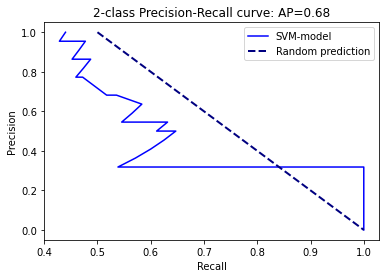 2-class Precision-Recall curve: AP=0.68
SVM-model
Random prediction
Precision
1.0
0.8
0.6
0.4
0.2
0.0
0.4 0.5 0.6 0.7 0.8 0.9 1.0
Recall